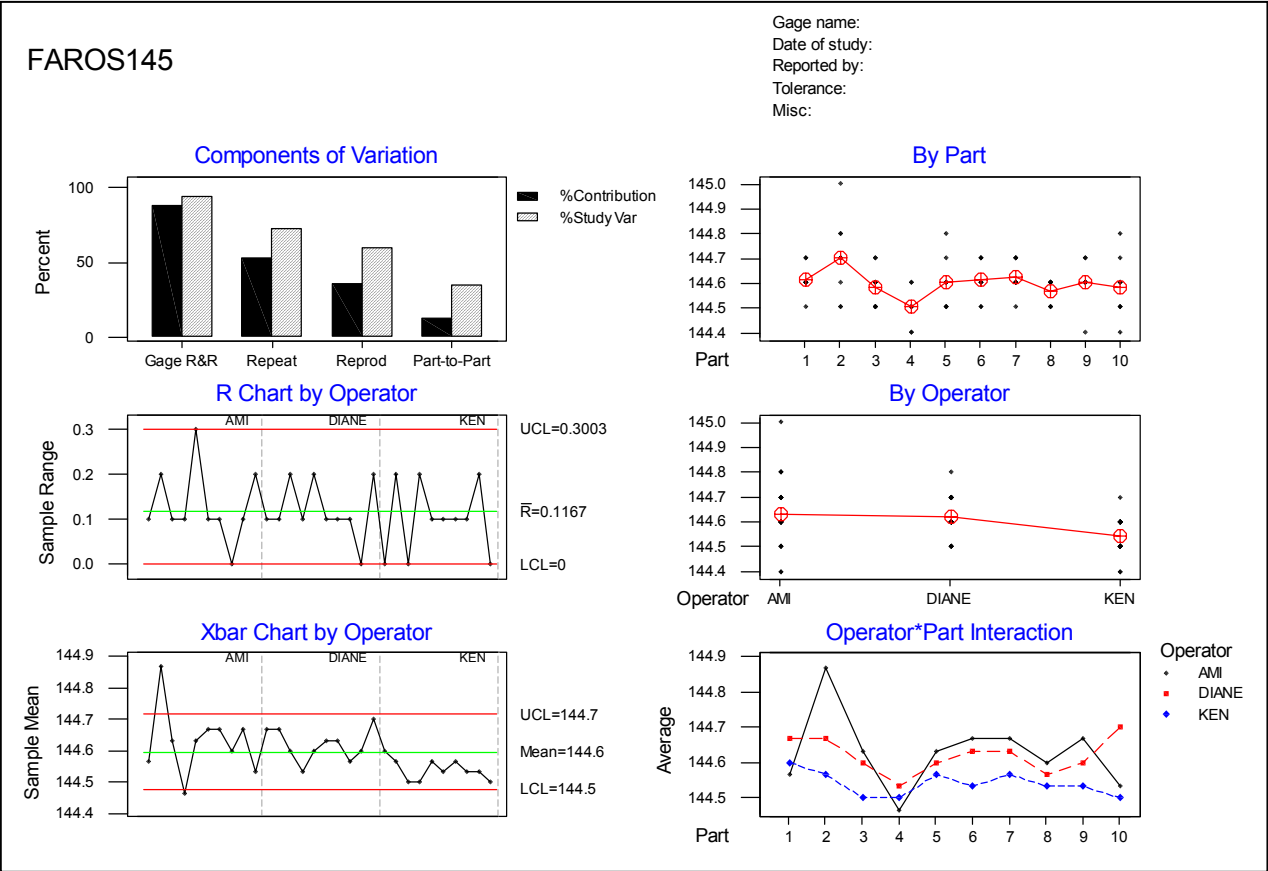 FAROS145
Gage name:
Date of study:
Reported by:
Tolerance:
Misc:
Components of Variation
100
50
0
Percent
Gage R&R Repeat Reprod Part-to-Part
%Contribution
%Study Var
By Part
145.0
144.9
144.8
144.7
144.6
144.5
144.4
Part 1 2 3 4 5 6 7 8 9 10
R Chart by Operator
AMI DIANE KEN
0.3
0.2
0.1
0.0
Sample Range
UCL=0.3003
R̅=0.1167
LCL=0
By Operator
145.0
144.9
144.8
144.7
144.6
144.5
144.4
Operator AMI DIANE KEN
Xbar Chart by Operator
AMI DIANE KEN
144.9
144.8
144.7
144.6
144.5
144.4
Sample Mean
UCL=144.7
Mean=144.6
LCL=144.5
Operator*Part Interaction
144.9
144.8
144.7
144.6
144.5
Average
Part 1 2 3 4 5 6 7 8 9 10
Operator
AMI
DIANE
KEN